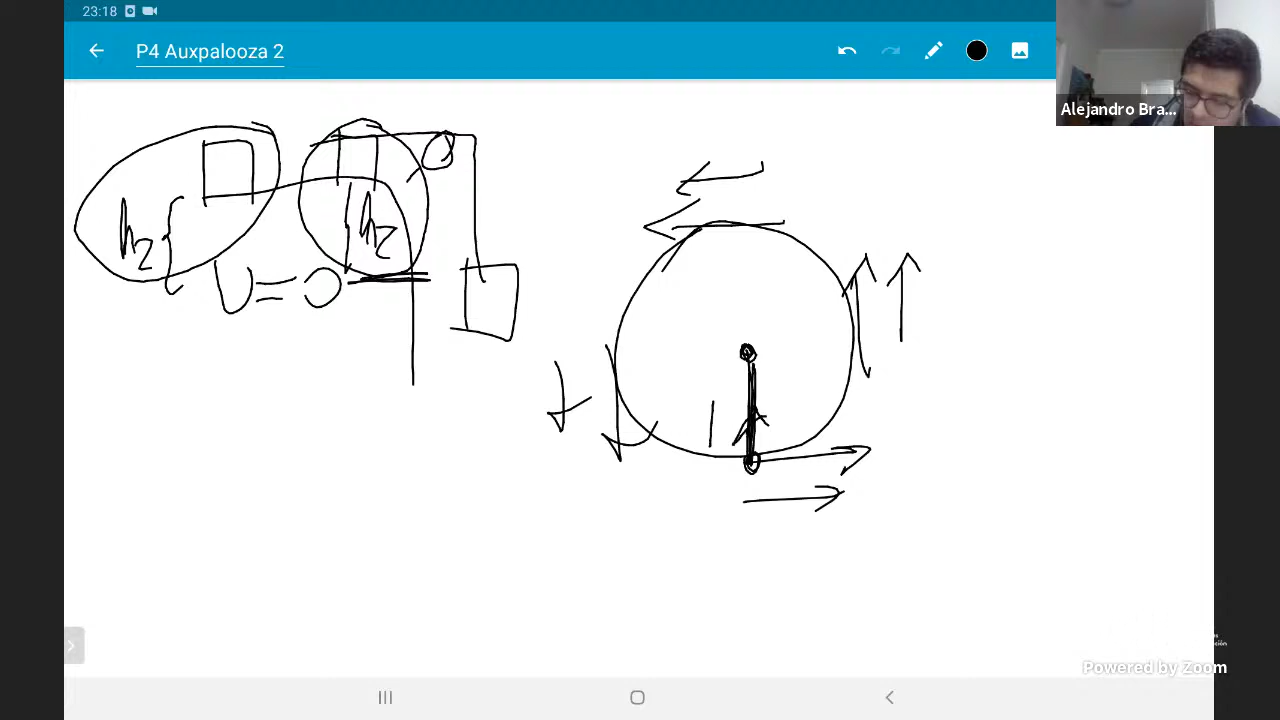 23:18
P4 Auxpalooza 2
Alejandro Bra...
h2
h2
U=0
Powered by Zoom